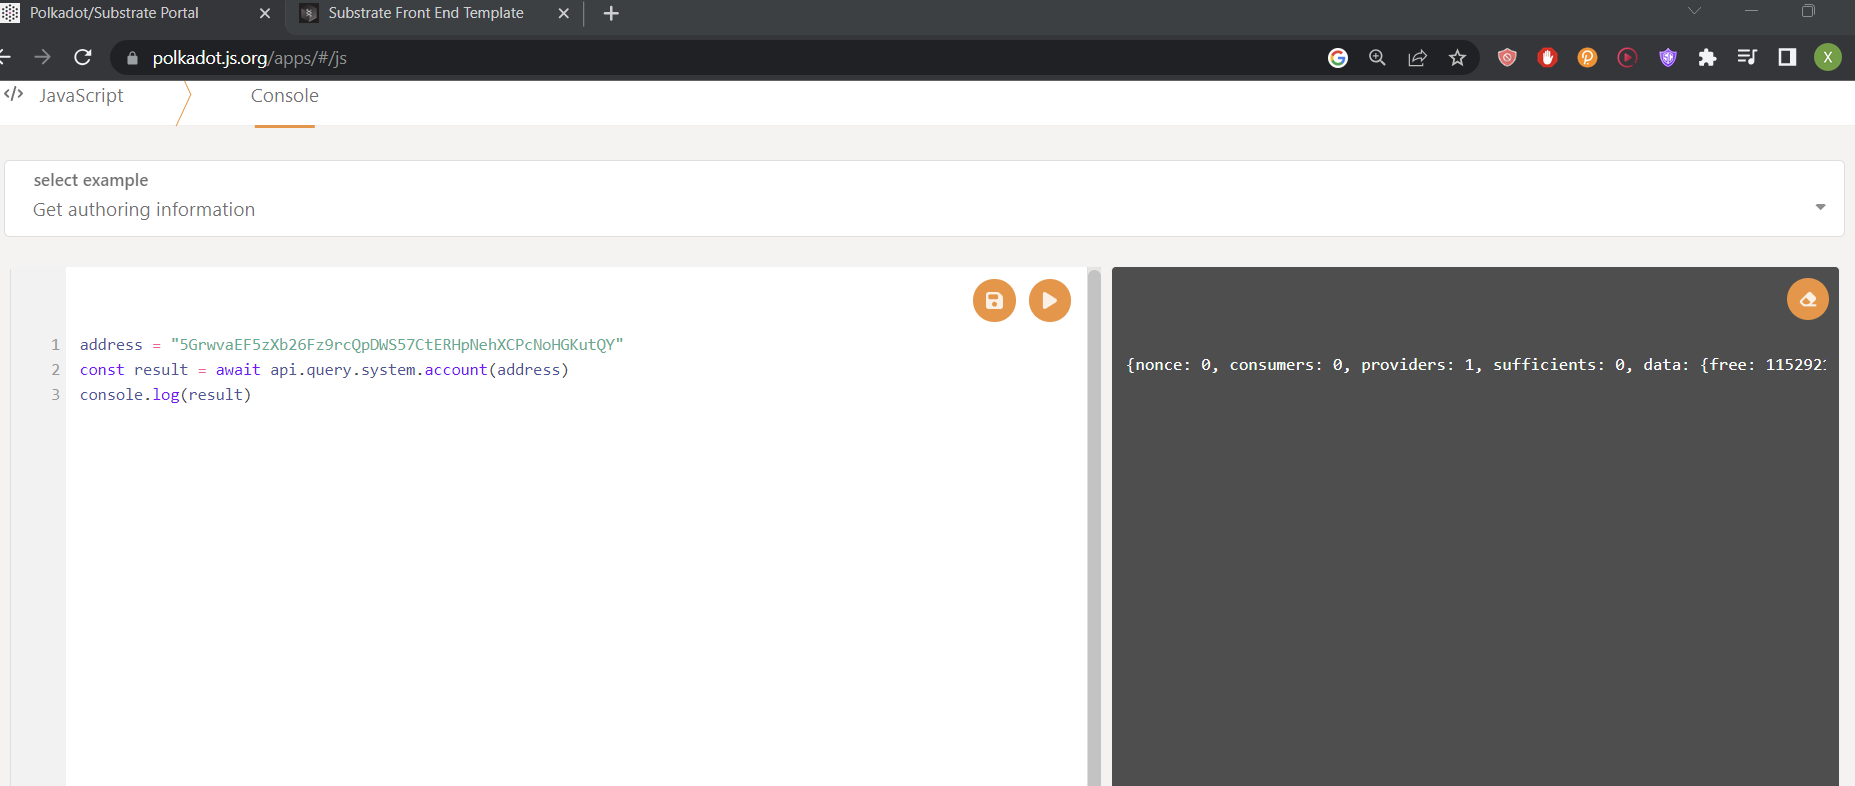 Polkadot/Substrate Portal
Substrate Front End Template
polkadot.js.org/apps/#/js
X
</> JavaScript
Console
select example
Get authoring information
1 address = "5GrwvaEF5zXb26Fz9rcQpDWS57CtERHpNehXCPcNoHGKutQY"
2 const result = await api.query.system.account(address)
3 console.log(result)
{nonce: 0, consumers: 0, providers: 1, sufficients: 0, data: {free: 1152921